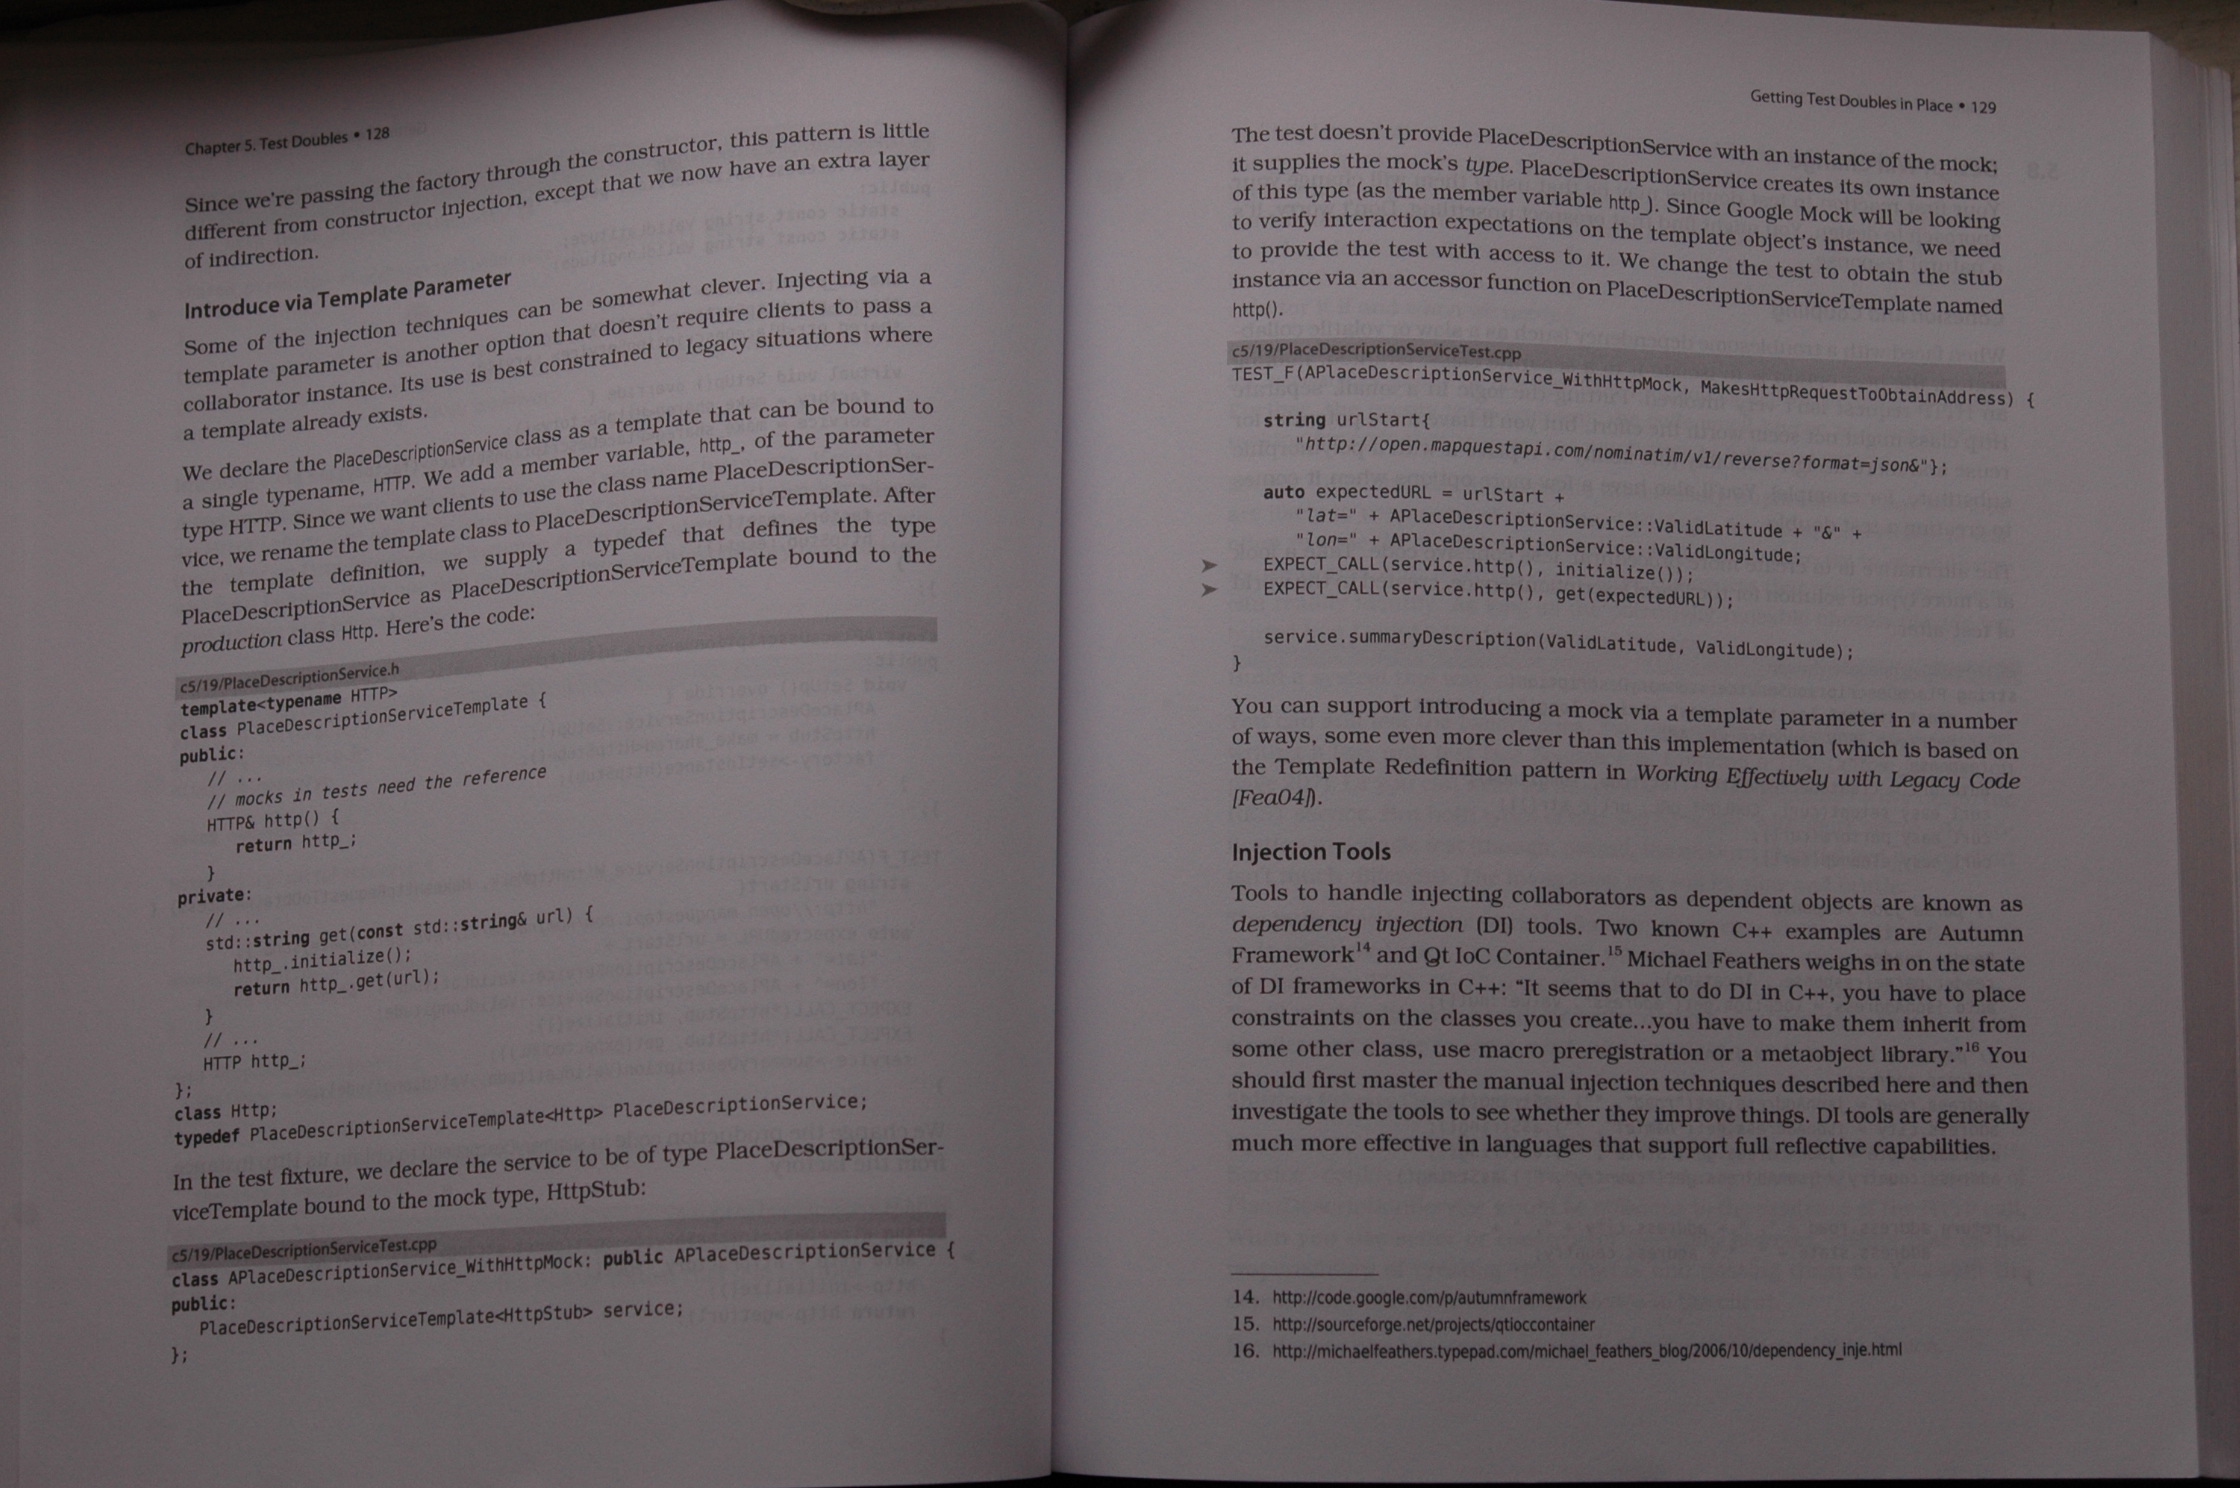 Chapter 5. Test Doubles • 128
Since we're passing the factory through the constructor, this pattern is little
different from constructor injection, except that we now have an extra layer
of indirection.
Introduce via Template Parameter
Some of the injection techniques can be somewhat clever. Injecting via a
template parameter is another option that doesn't require clients to pass a
collaborator instance. Its use is best constrained to legacy situations where
a template already exists.
We declare the PlaceDescriptionService class as a template that can be bound to
a single typename, HTTP. We add a member variable, http_, of the parameter
type HTTP. Since we want clients to use the class name PlaceDescriptionSer-
vice, we rename the template class to PlaceDescriptionServiceTemplate. After
the template definition, we supply a typedef that defines the type
PlaceDescriptionService as PlaceDescriptionServiceTemplate bound to the
production class Http. Here's the code:
c5/19/PlaceDescriptionService.h
template<typename HTTP>
class PlaceDescriptionServiceTemplate {
public:
// ...
// mocks in tests need the reference
HTTP& http() {
return http_;
}
private:
// ...
std::string get(const std::string& url) {
http_.initialize();
return http_.get(url);
}
// ...
HTTP http_;
};
class Http;
typedef PlaceDescriptionServiceTemplate<Http> PlaceDescriptionService;
In the test fixture, we declare the service to be of type PlaceDescriptionSer-
viceTemplate bound to the mock type, HttpStub:
c5/19/PlaceDescriptionServiceTest.cpp
class APlaceDescriptionService_WithHttpMock: public APlaceDescriptionService {
public:
PlaceDescriptionServiceTemplate<HttpStub> service;
};
Getting Test Doubles in Place • 129
The test doesn't provide PlaceDescriptionService with an instance of the mock;
it supplies the mock's type. PlaceDescriptionService creates its own instance
of this type (as the member variable http_). Since Google Mock will be looking
to verify interaction expectations on the template object's instance, we need
to provide the test with access to it. We change the test to obtain the stub
instance via an accessor function on PlaceDescriptionServiceTemplate named
http().
c5/19/PlaceDescriptionServiceTest.cpp
TEST_F(APlaceDescriptionService_WithHttpMock, MakesHttpRequestToObtainAddress) {
string urlStart{
"http://open.mapquestapi.com/nominatim/v1/reverse?format=json&"};
auto expectedURL = urlStart +
"lat=" + APlaceDescriptionService::ValidLatitude + "&" +
"lon=" + APlaceDescriptionService::ValidLongitude;
➤ EXPECT_CALL(service.http(), initialize());
➤ EXPECT_CALL(service.http(), get(expectedURL));
service.summaryDescription(ValidLatitude, ValidLongitude);
}
You can support introducing a mock via a template parameter in a number
of ways, some even more clever than this implementation (which is based on
the Template Redefinition pattern in Working Effectively with Legacy Code
[Fea04]).
Injection Tools
Tools to handle injecting collaborators as dependent objects are known as
dependency injection (DI) tools. Two known C++ examples are Autumn
Framework14 and Qt IoC Container.15 Michael Feathers weighs in on the state
of DI frameworks in C++: “It seems that to do DI in C++, you have to place
constraints on the classes you create...you have to make them inherit from
some other class, use macro preregistration or a metaobject library.”16 You
should first master the manual injection techniques described here and then
investigate the tools to see whether they improve things. DI tools are generally
much more effective in languages that support full reflective capabilities.
14. http://code.google.com/p/autumnframework
15. http://sourceforge.net/projects/qtioccontainer
16. http://michaelfeathers.typepad.com/michael_feathers_blog/2006/10/dependency_inje.html